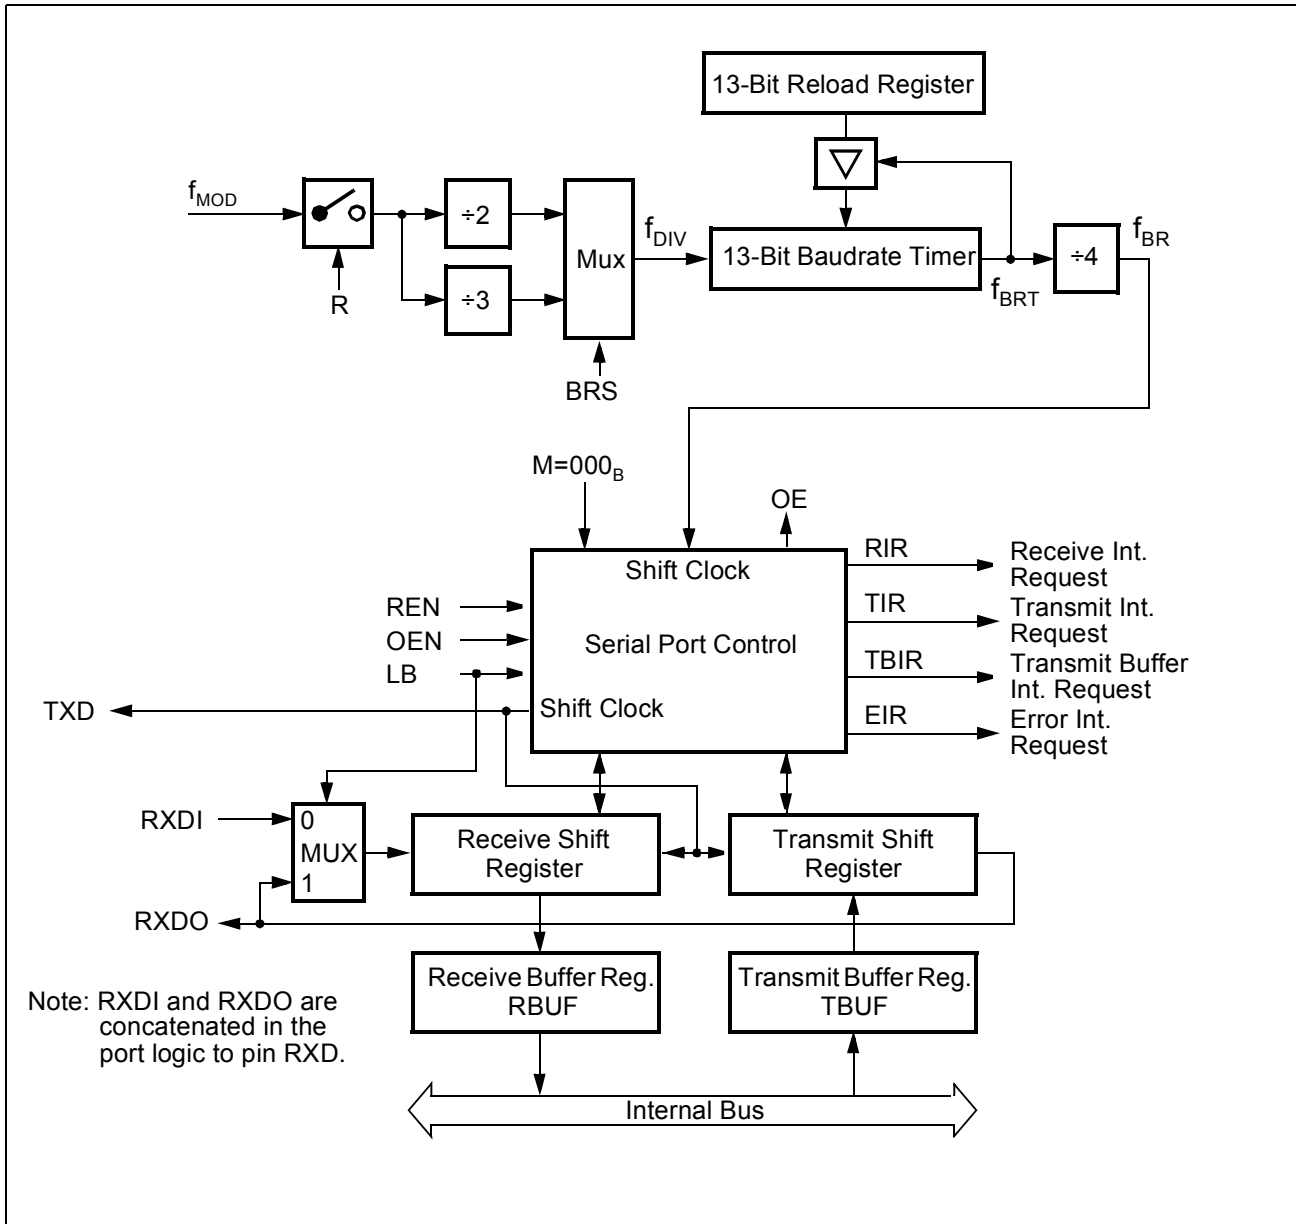 13-Bit Reload Register
fMOD
÷2
÷3
R
Mux
BRS
fDIV
13-Bit Baudrate Timer
fBRT
÷4
fBR
M=000B
OE
Shift Clock
Serial Port Control
Shift Clock
REN
OEN
LB
TXD
RIR
Receive Int.
Request
TIR
Transmit Int.
Request
TBIR
Transmit Buffer
Int. Request
EIR
Error Int.
Request
RXDI
0
MUX
1
RXDO
Receive Shift
Register
Transmit Shift
Register
Receive Buffer Reg.
RBUF
Transmit Buffer Reg.
TBUF
Note: RXDI and RXDO are
concatenated in the
port logic to pin RXD.
Internal Bus